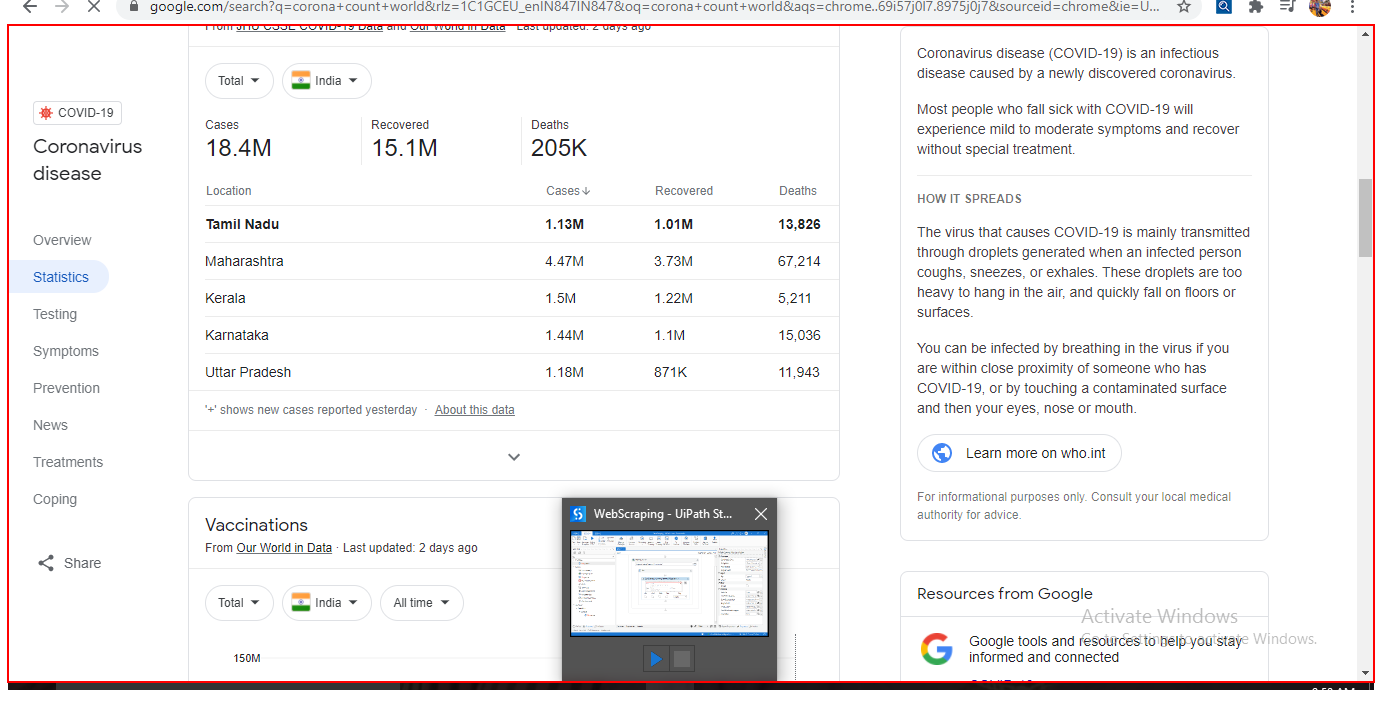 google.com/search?q=corona+count+world&rlz=1C1GCEU_enIN847IN847&oq=corona+count+world&aqs=chrome..69i57j0l7.8975j0j7&sourceid=chrome&ie=U...
From JHU CSSE COVID-19 Data and Our World in Data · Last updated: 2 days ago
COVID-19
Coronavirus
disease
Overview
Statistics
Testing
Symptoms
Prevention
News
Treatments
Coping
Share
Total
India
Cases
18.4M
Recovered
15.1M
Deaths
205K
Location Cases↓ Recovered Deaths
Tamil Nadu 1.13M 1.01M 13,826
Maharashtra 4.47M 3.73M 67,214
Kerala 1.5M 1.22M 5,211
Karnataka 1.44M 1.1M 15,036
Uttar Pradesh 1.18M 871K 11,943
'+' shows new cases reported yesterday · About this data
Vaccinations
From Our World in Data · Last updated: 2 days ago
Total
India
All time
150M
WebScraping - UiPath St...
Coronavirus disease (COVID-19) is an infectious
disease caused by a newly discovered coronavirus.
Most people who fall sick with COVID-19 will
experience mild to moderate symptoms and recover
without special treatment.
HOW IT SPREADS
The virus that causes COVID-19 is mainly transmitted
through droplets generated when an infected person
coughs, sneezes, or exhales. These droplets are too
heavy to hang in the air, and quickly fall on floors or
surfaces.
You can be infected by breathing in the virus if you
are within close proximity of someone who has
COVID-19, or by touching a contaminated surface
and then your eyes, nose or mouth.
Learn more on who.int
For informational purposes only. Consult your local medical
authority for advice.
Resources from Google
Google tools and resources to help you stay
informed and connected
Activate Windows
Go to Settings to activate Windows.